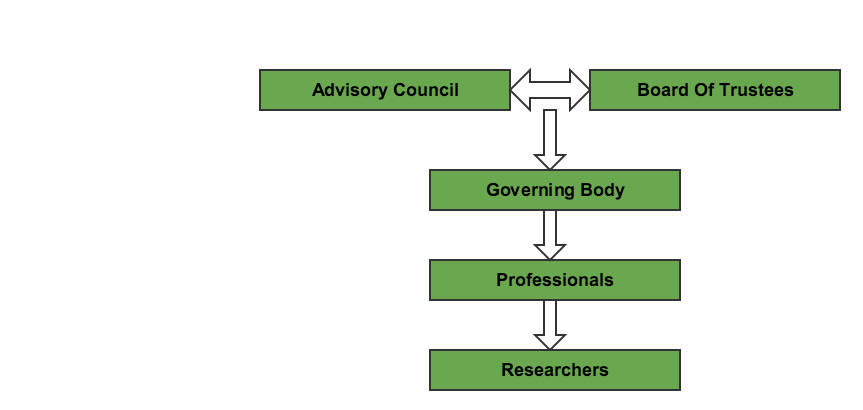 Advisory Council
Board Of Trustees
Governing Body
Professionals
Researchers